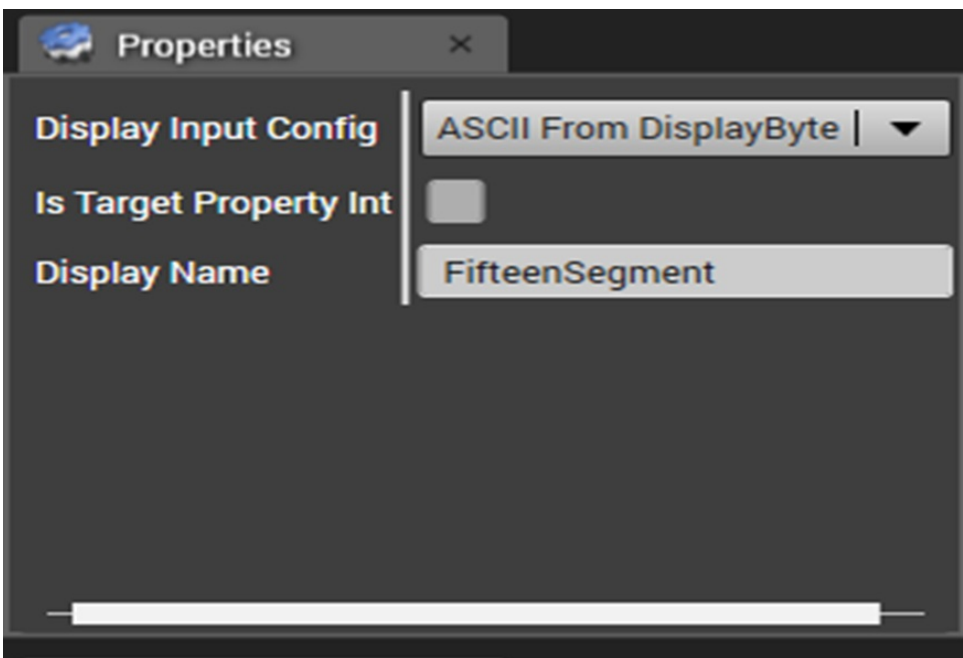 Properties
Display Input Config
ASCII From DisplayByte
Is Target Property Int
Display Name
FifteenSegment